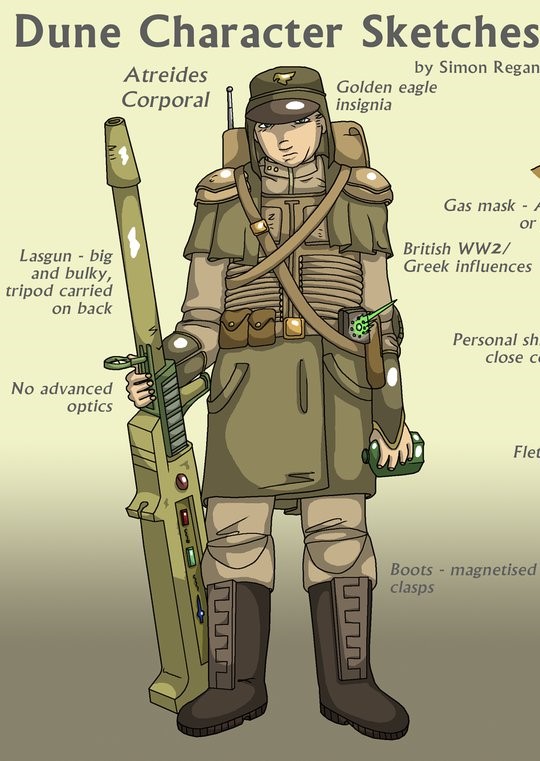 Dune Character Sketches
by Simon Regan
Atreides
Corporal
Golden eagle
insignia
Gas mask - A
or
British WW2/
Greek influences
Lasgun - big
and bulky,
tripod carried
on back
Personal sh
close c
No advanced
optics
Flet
Boots - magnetised
clasps